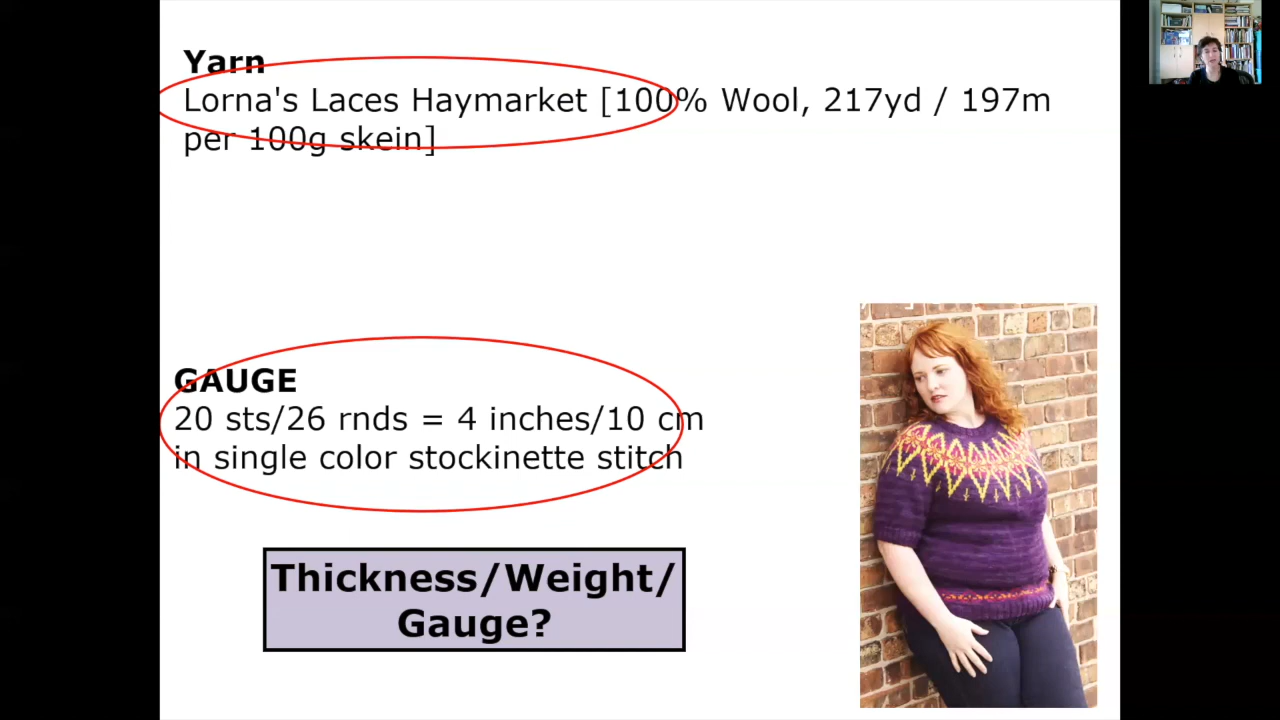 Yarn
Lorna's Laces Haymarket [100% Wool, 217yd / 197m
per 100g skein]
GAUGE
20 sts/26 rnds = 4 inches/10 cm
in single color stockinette stitch
Thickness/Weight/
Gauge?